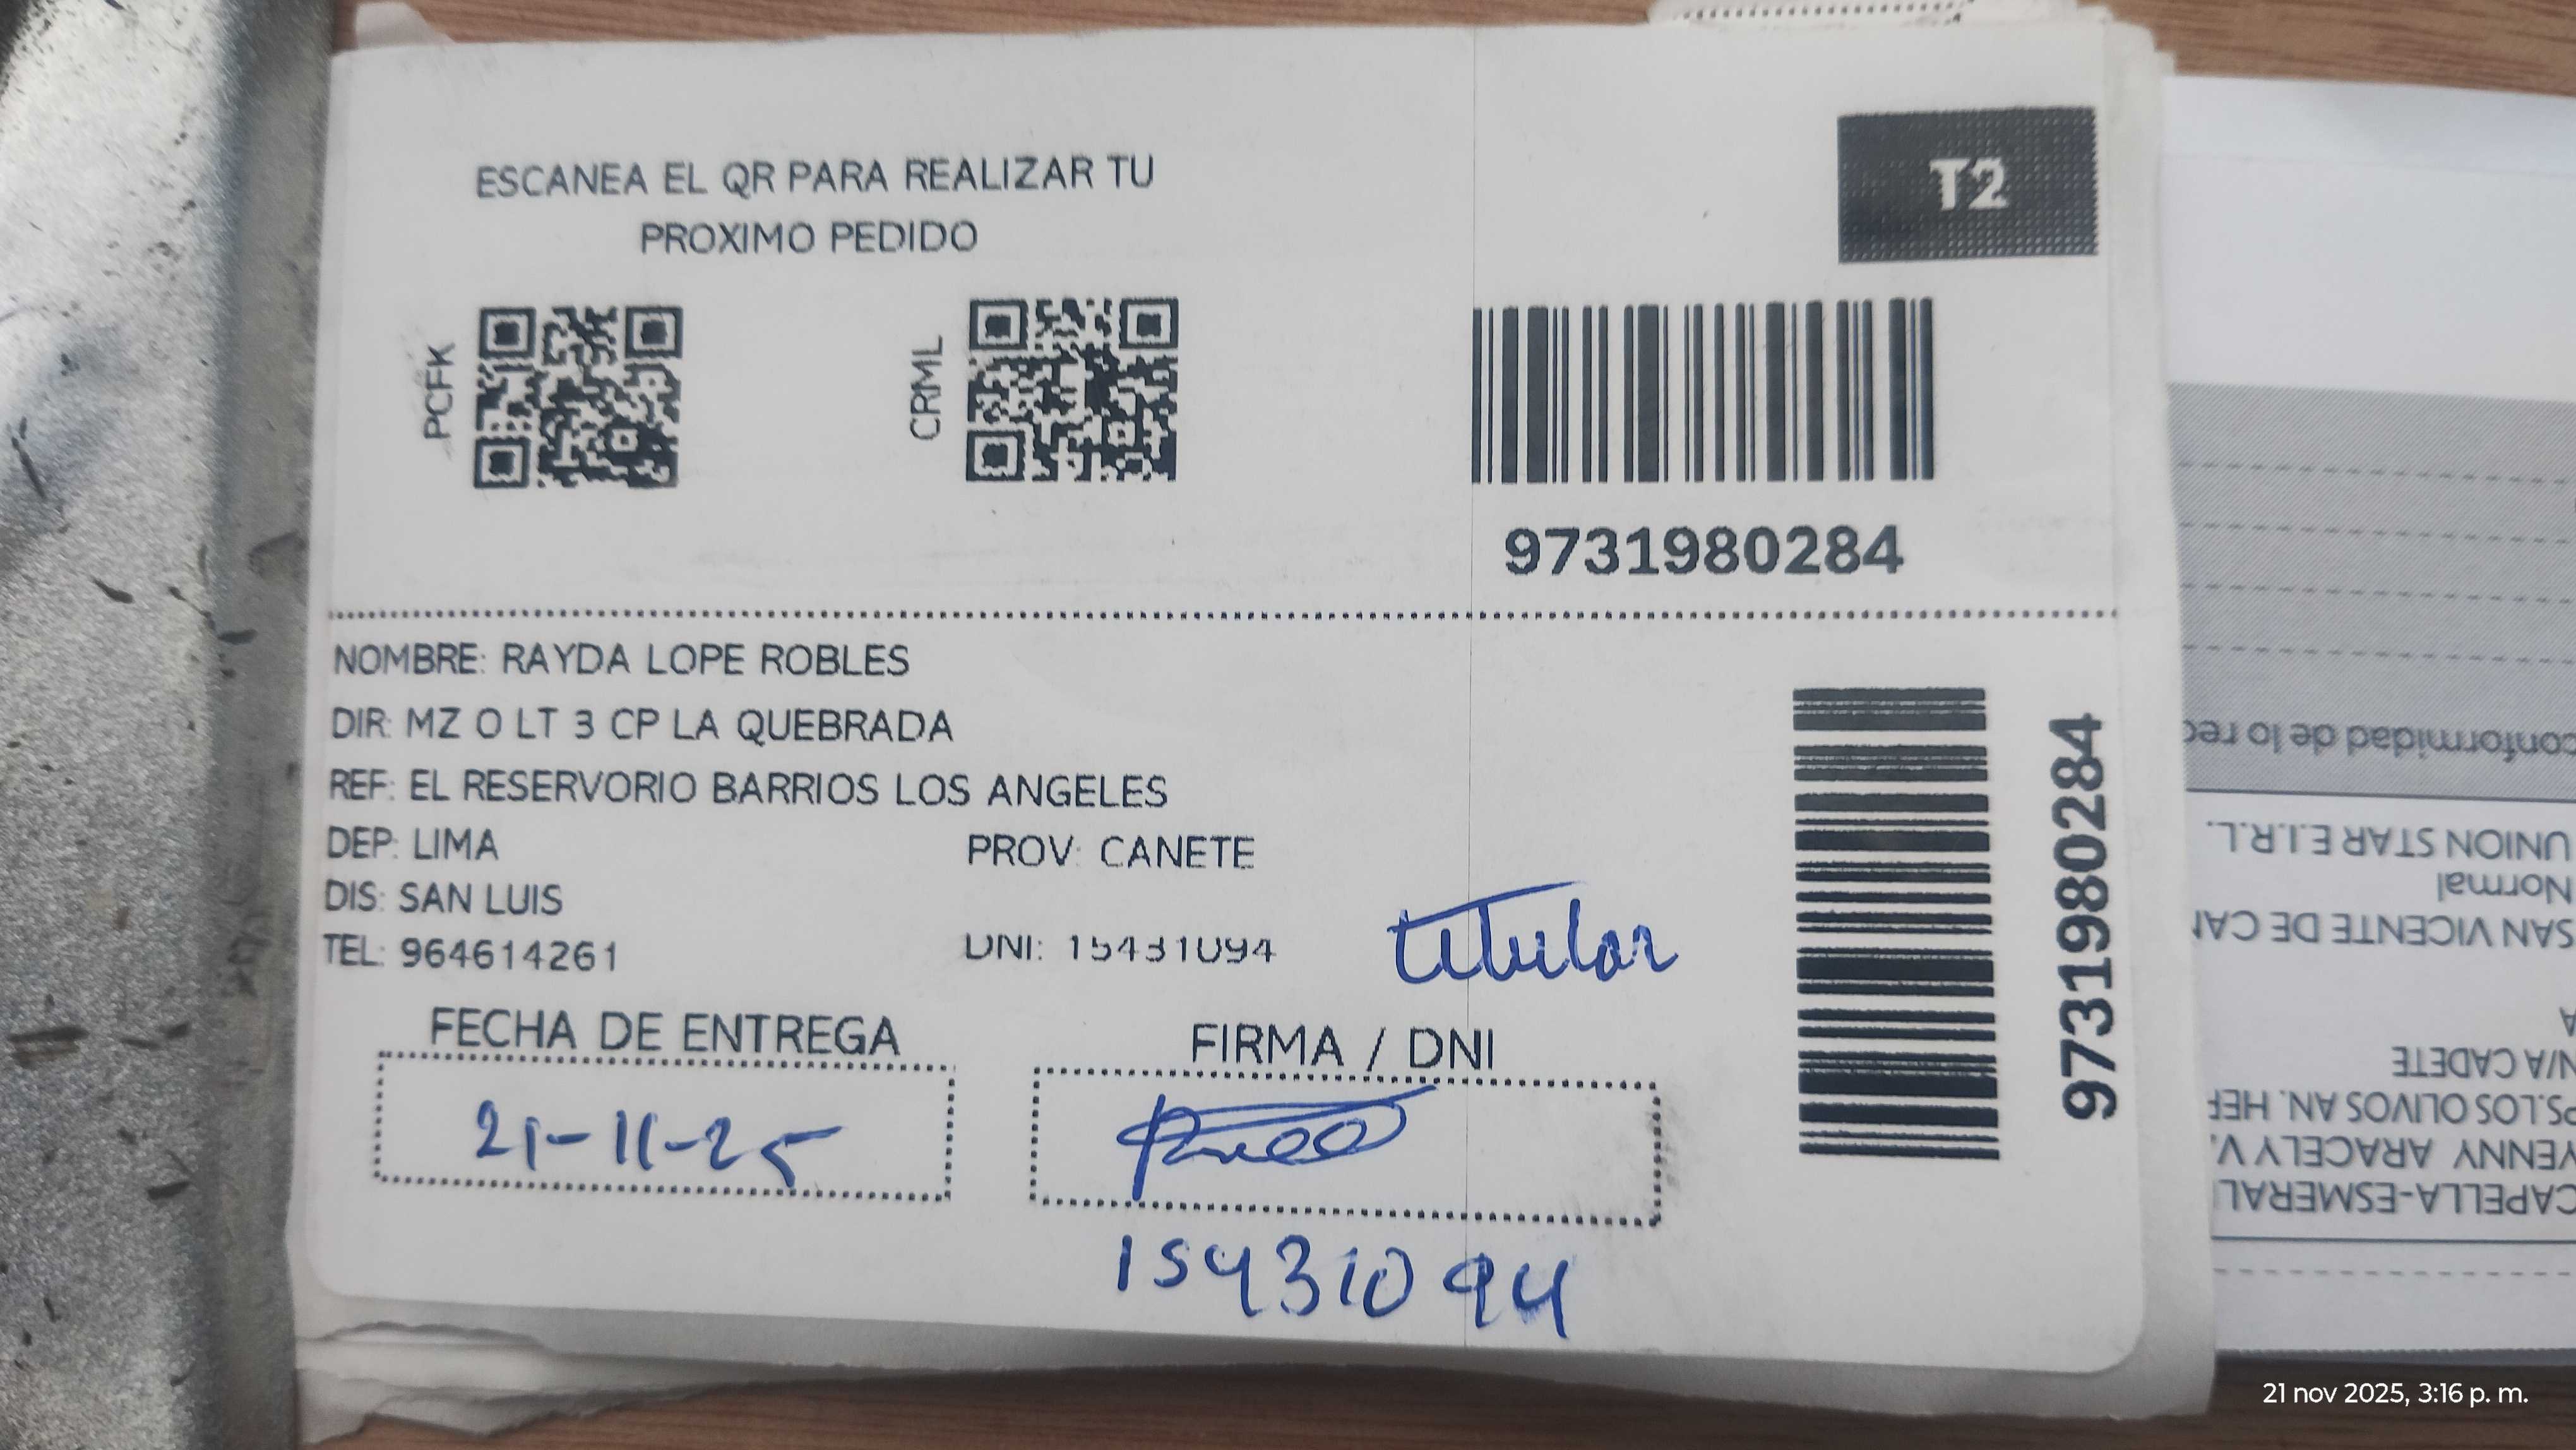 ESCANEA EL QR PARA REALIZAR TU
PROXIMO PEDIDO
T2
PCFK
CRML
9731980284
NOMBRE: RAYDA LOPE ROBLES
DIR: MZ O LT 3 CP LA QUEBRADA
REF: EL RESERVORIO BARRIOS LOS ANGELES
DEP: LIMA
PROV: CANETE
DIS: SAN LUIS
TEL: 964614261
DNI: 15431094
titular
9731980284
FECHA DE ENTREGA
FIRMA / DNI
21-11-25
15431094
CAPELLA-ESMERAL
YENNY ARACELY V.
PS.LOS OLIVOS AN. HER
N/A CADETE
A
SAN VICENTE DE CAÑ
Normal
UNION STAR E.I.R.L.
conformidad de lo rec
21 nov 2025, 3:16 p. m.